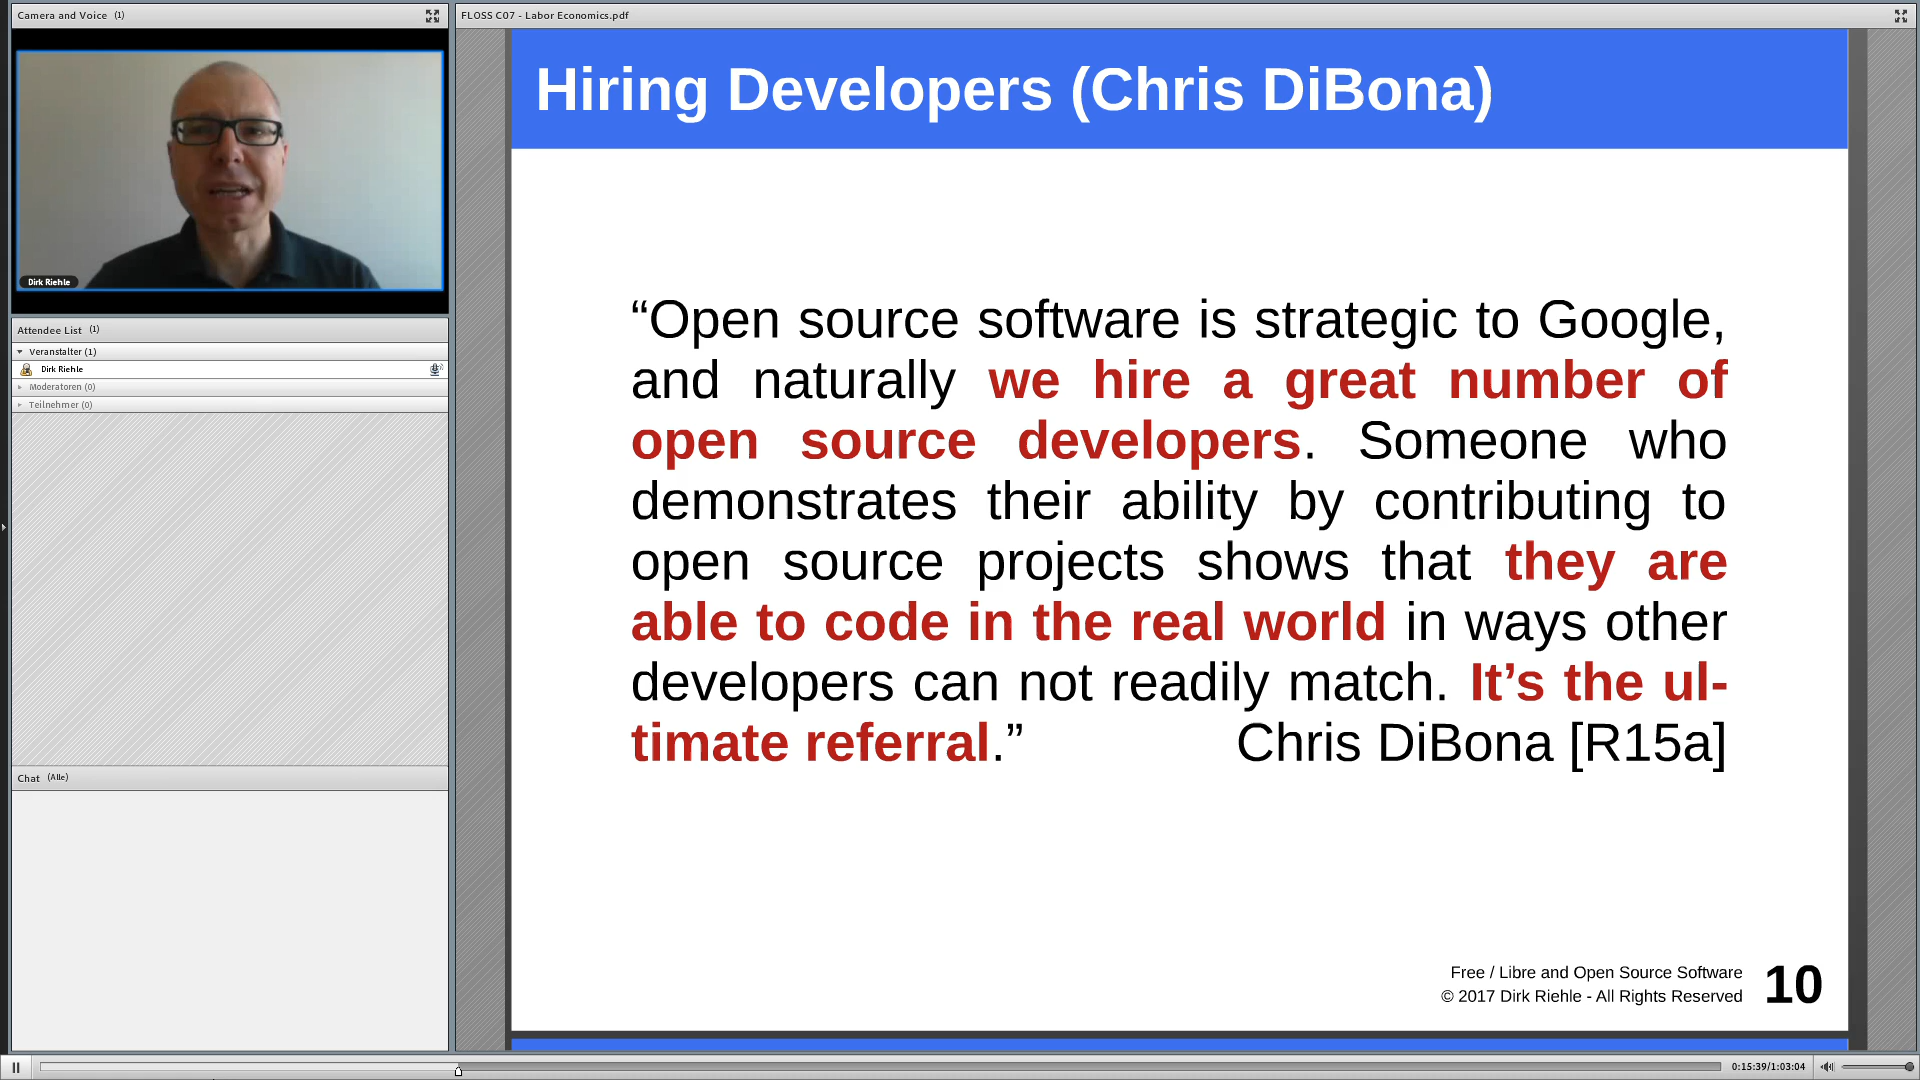 Camera and Voice (1)
Dirk Riehle
Attendee List (1)
Veranstalter (1)
Dirk Riehle
Moderatoren (0)
Teilnehmer (0)
Chat (Alle)
FLOSS C07 - Labor Economics.pdf
Hiring Developers (Chris DiBona)
“Open source software is strategic to Google,
and naturally we hire a great number of
open source developers. Someone who
demonstrates their ability by contributing to
open source projects shows that they are
able to code in the real world in ways other
developers can not readily match. It’s the ul-
timate referral.” Chris DiBona [R15a]
Free / Libre and Open Source Software
© 2017 Dirk Riehle - All Rights Reserved
10
0:15:39/1:03:04